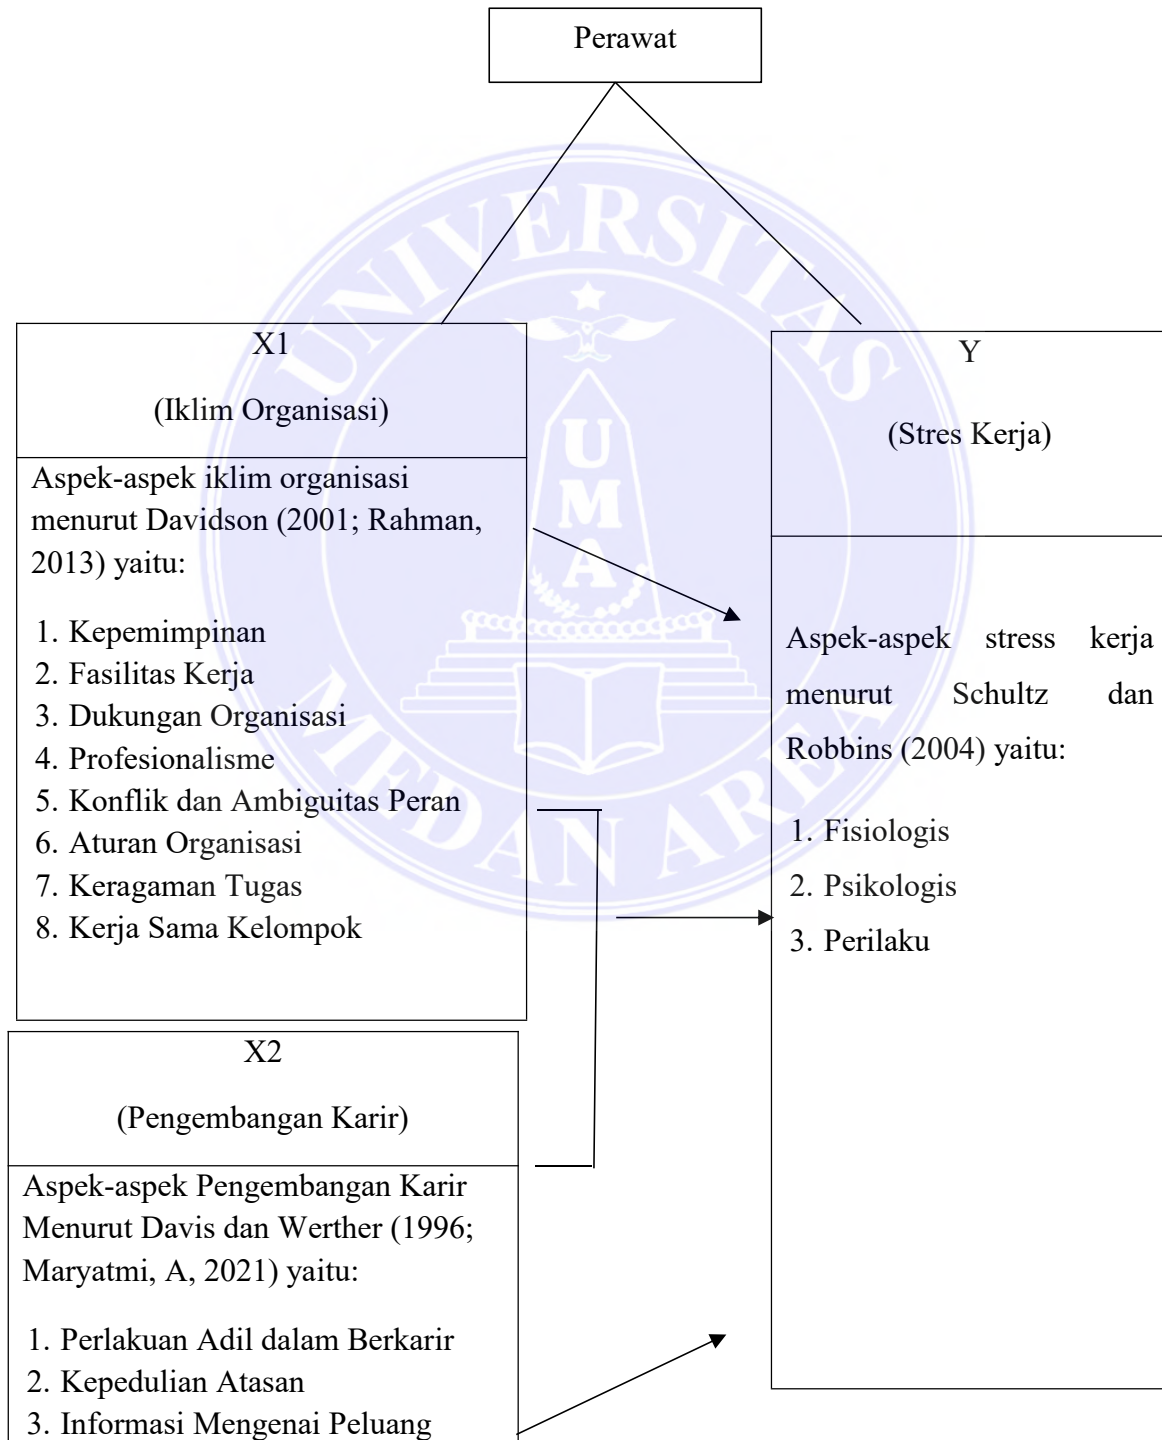 Perawat
UNIVERSITAS
MEDAN AREA
UMA
X1
(Iklim Organisasi)
Aspek-aspek iklim organisasi
menurut Davidson (2001; Rahman,
2013) yaitu:
1. Kepemimpinan
2. Fasilitas Kerja
3. Dukungan Organisasi
4. Profesionalisme
5. Konflik dan Ambiguitas Peran
6. Aturan Organisasi
7. Keragaman Tugas
8. Kerja Sama Kelompok
Y
(Stres Kerja)
Aspek-aspek stress kerja
menurut Schultz dan
Robbins (2004) yaitu:
1. Fisiologis
2. Psikologis
3. Perilaku
X2
(Pengembangan Karir)
Aspek-aspek Pengembangan Karir
Menurut Davis dan Werther (1996;
Maryatmi, A, 2021) yaitu:
1. Perlakuan Adil dalam Berkarir
2. Kepedulian Atasan
3. Informasi Mengenai Peluang